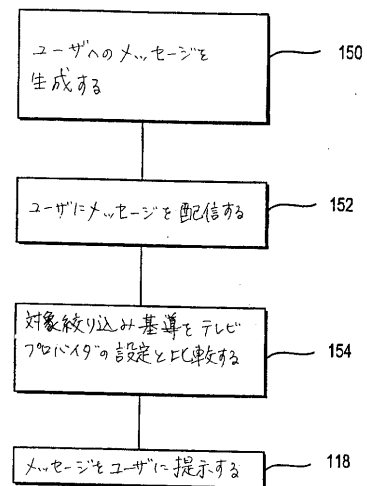 ユーザへのメッセージを
生成する
150
ユーザにメッセージを配信する
152
対象絞り込み基準をテレビ
プロバイダの設定と比較する
154
メッセージをユーザに提示する
118